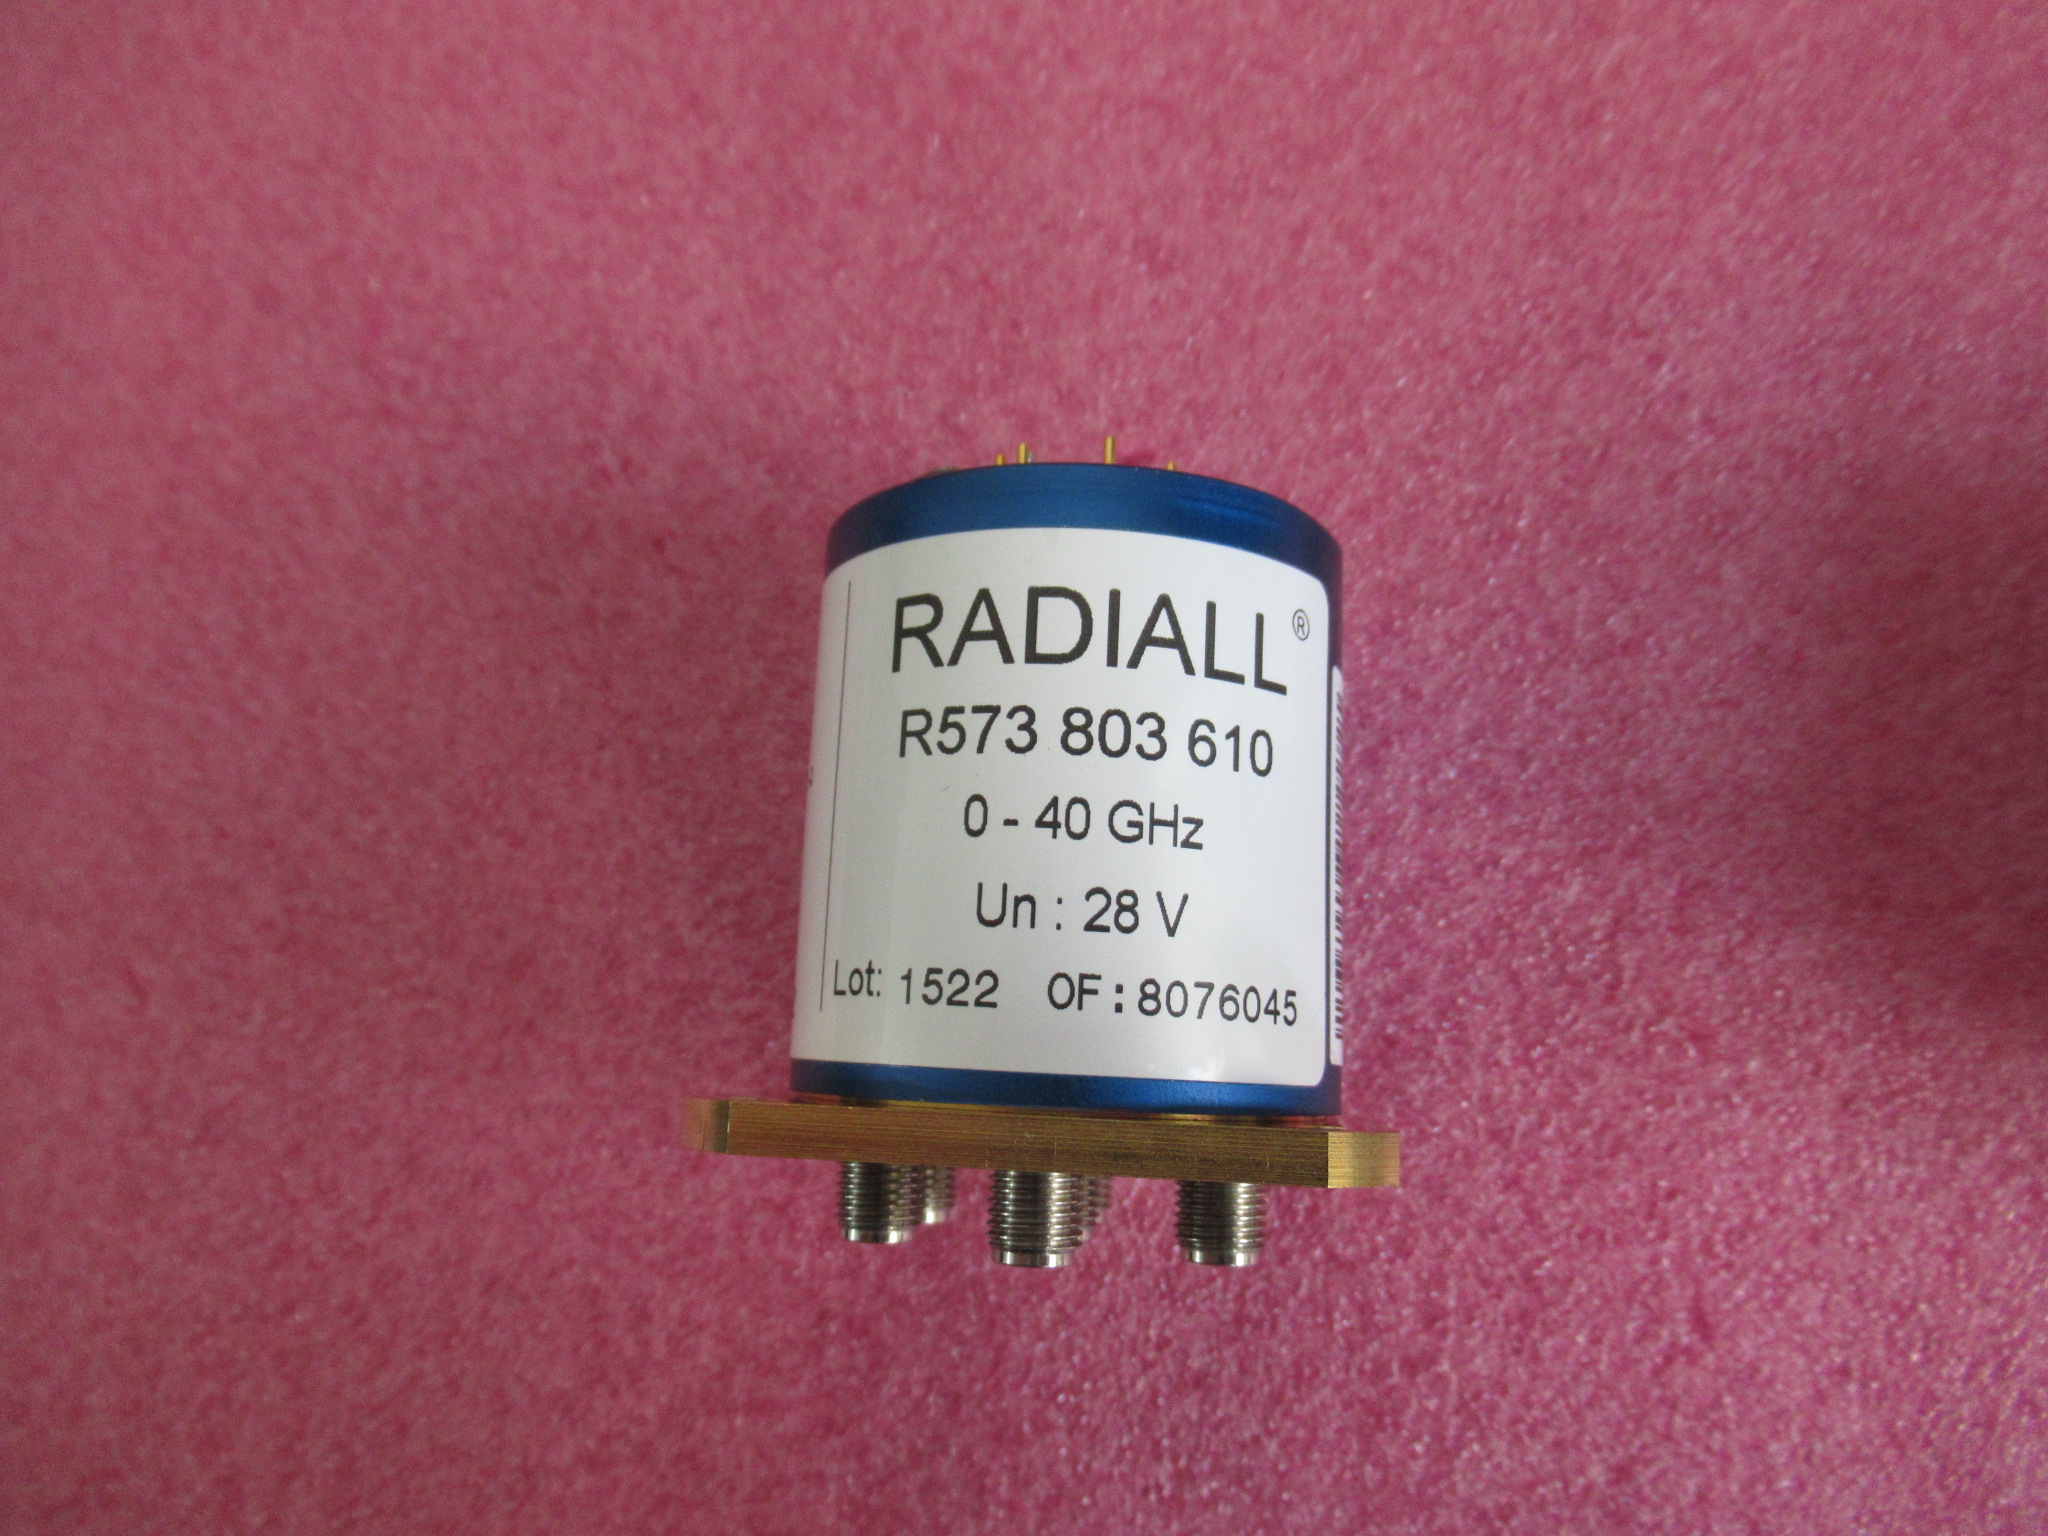 RADIALL®
R573 803 610
0 - 40 GHz
Un : 28 V
Lot: 1522 OF : 8076045